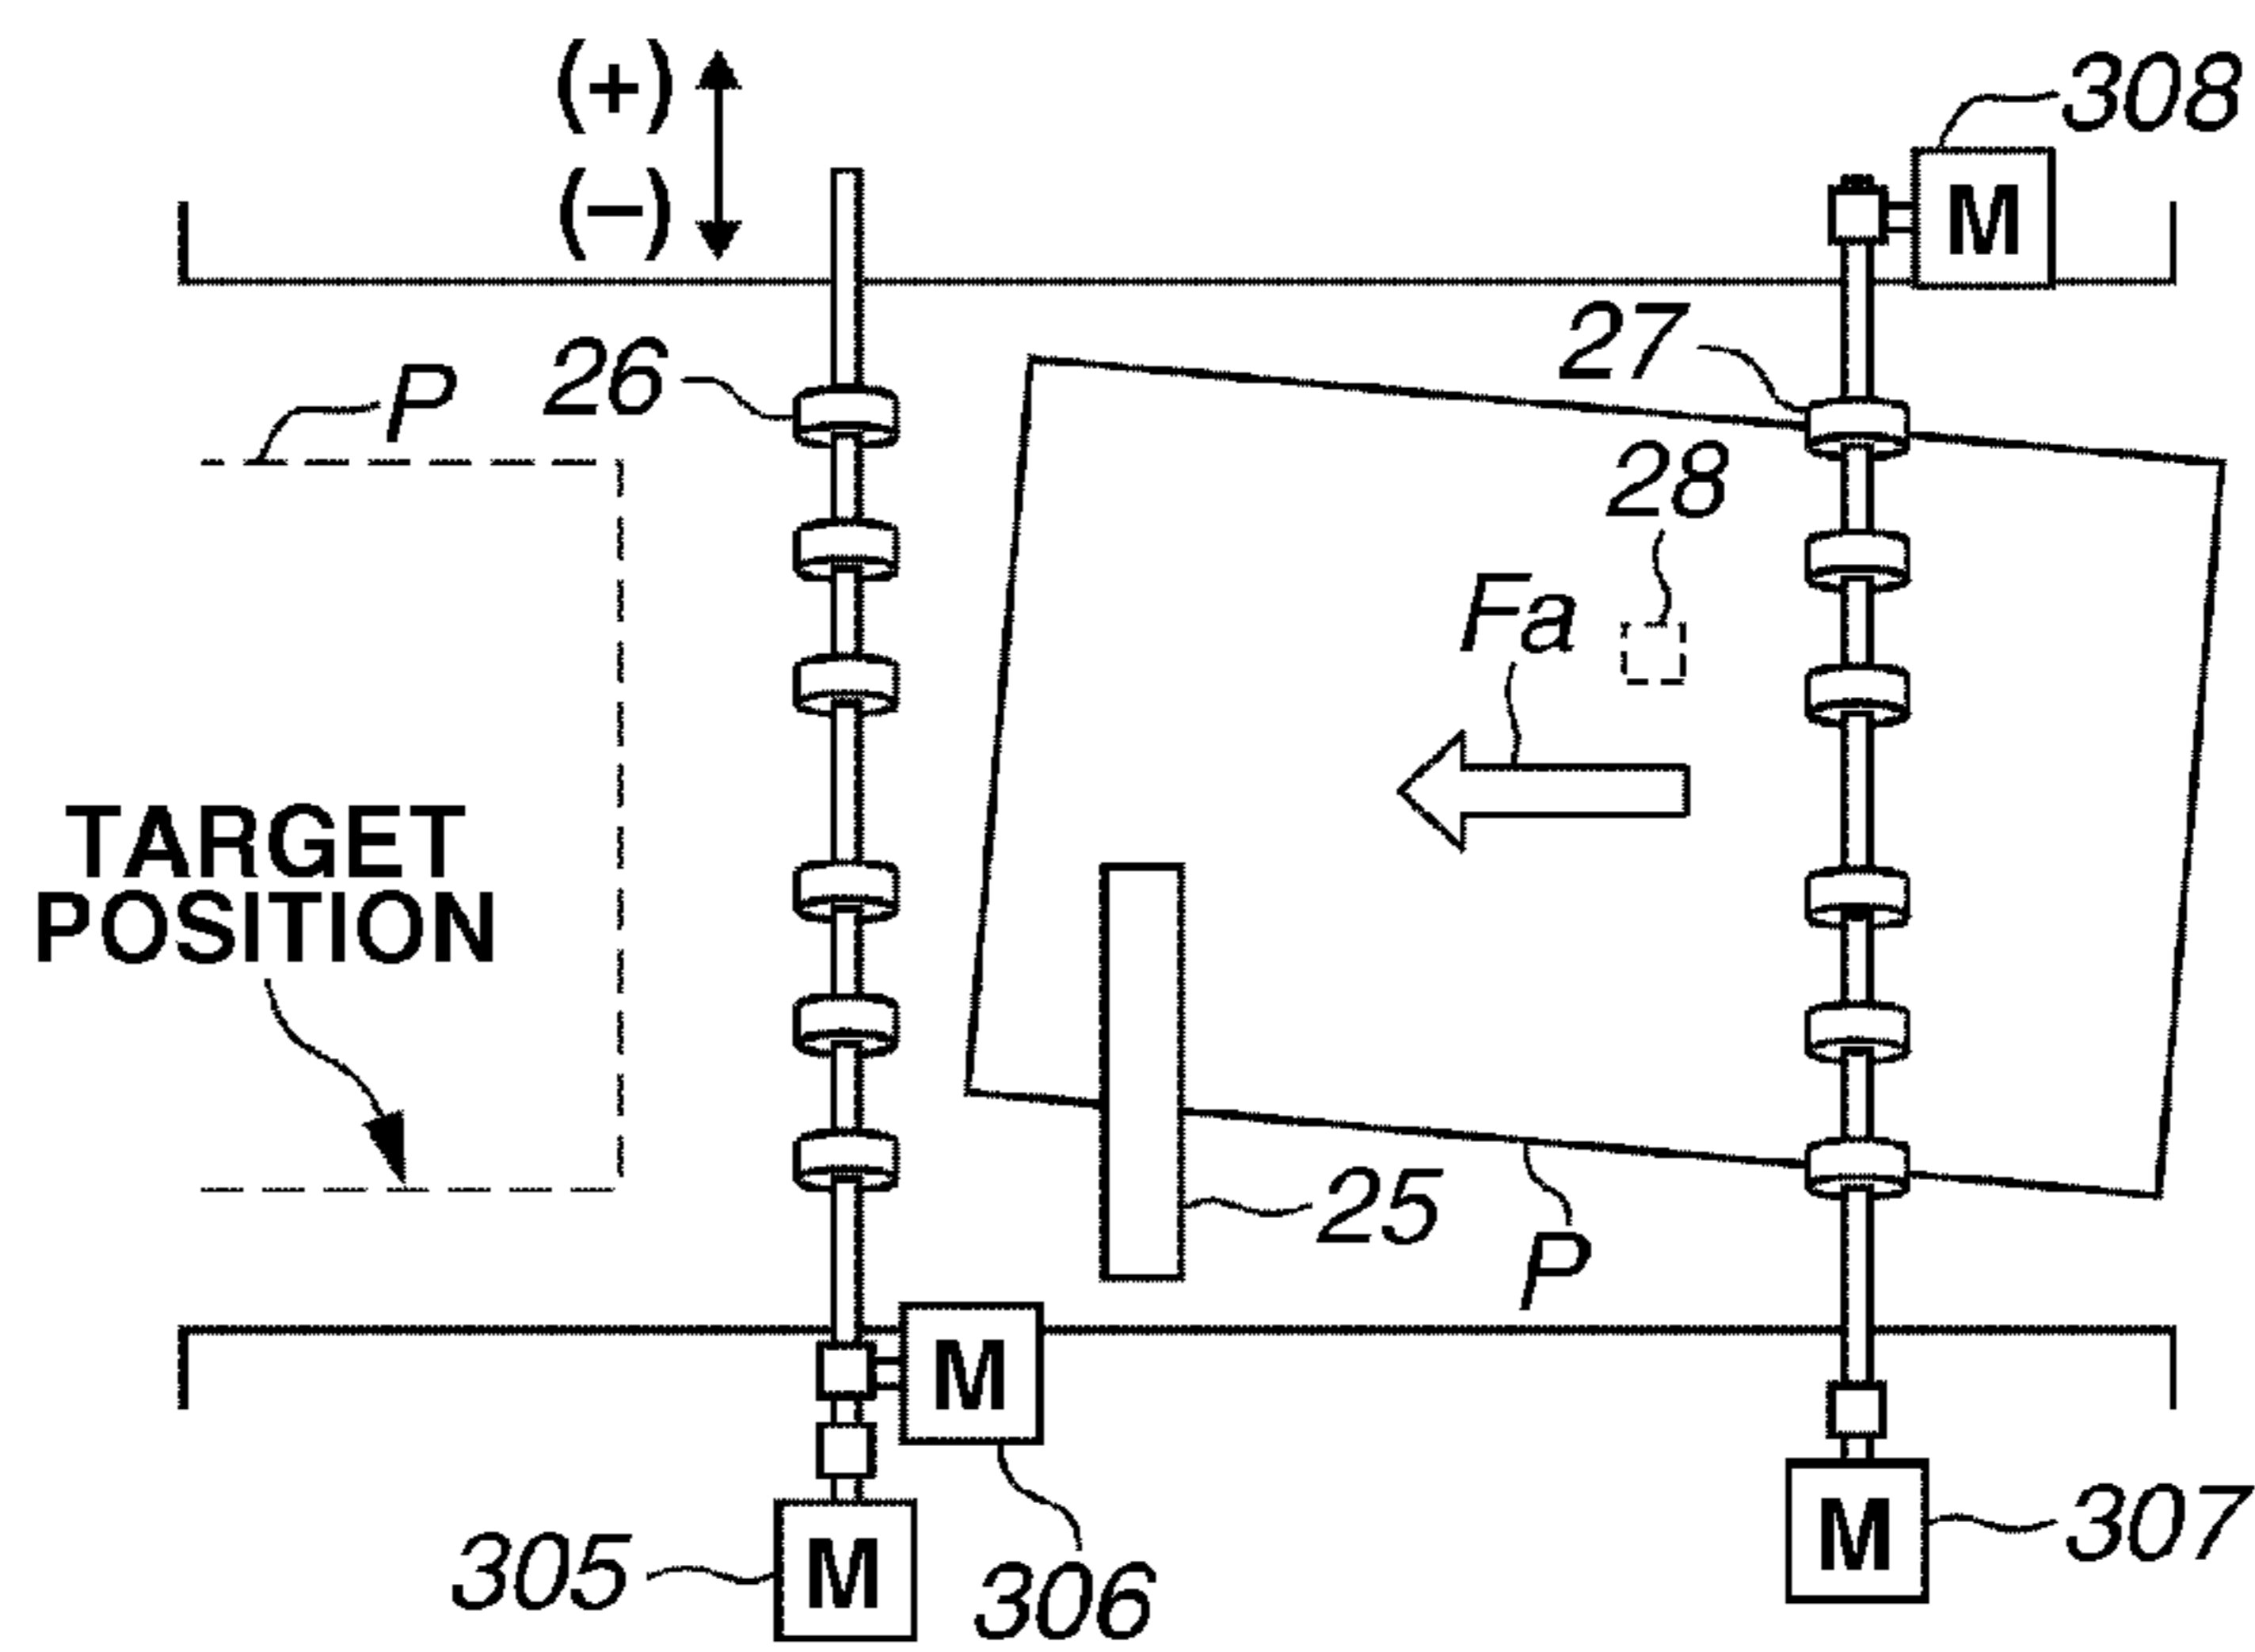 (+)
(−)
308
M
27
26
P
28
Fa
TARGET
POSITION
25
P
M
M
305
306
M
307